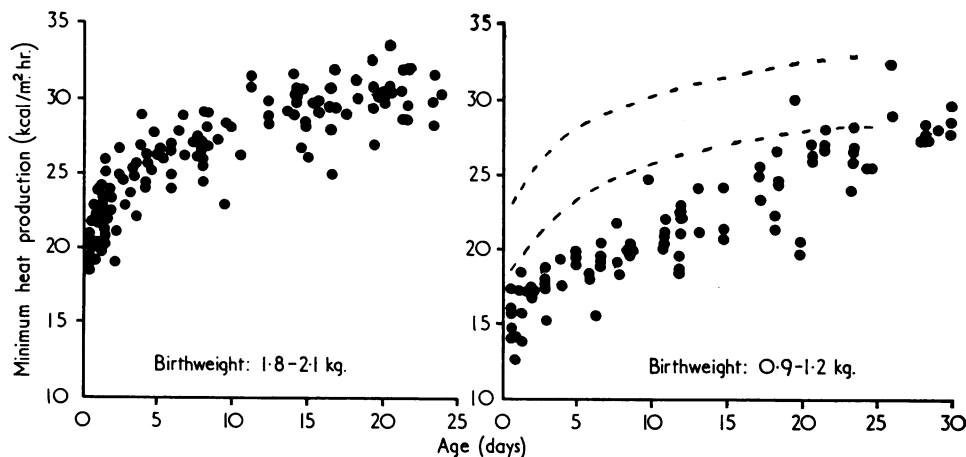 Minimum heat production (kcal/m² hr.)
35
30
25
20
15
10
Birthweight: 1·8-2·1 kg.
0 5 10 15 20 25
35
30
25
20
15
10
Birthweight: 0·9-1·2 kg.
0 5 10 15 20 25 30
Age (days)